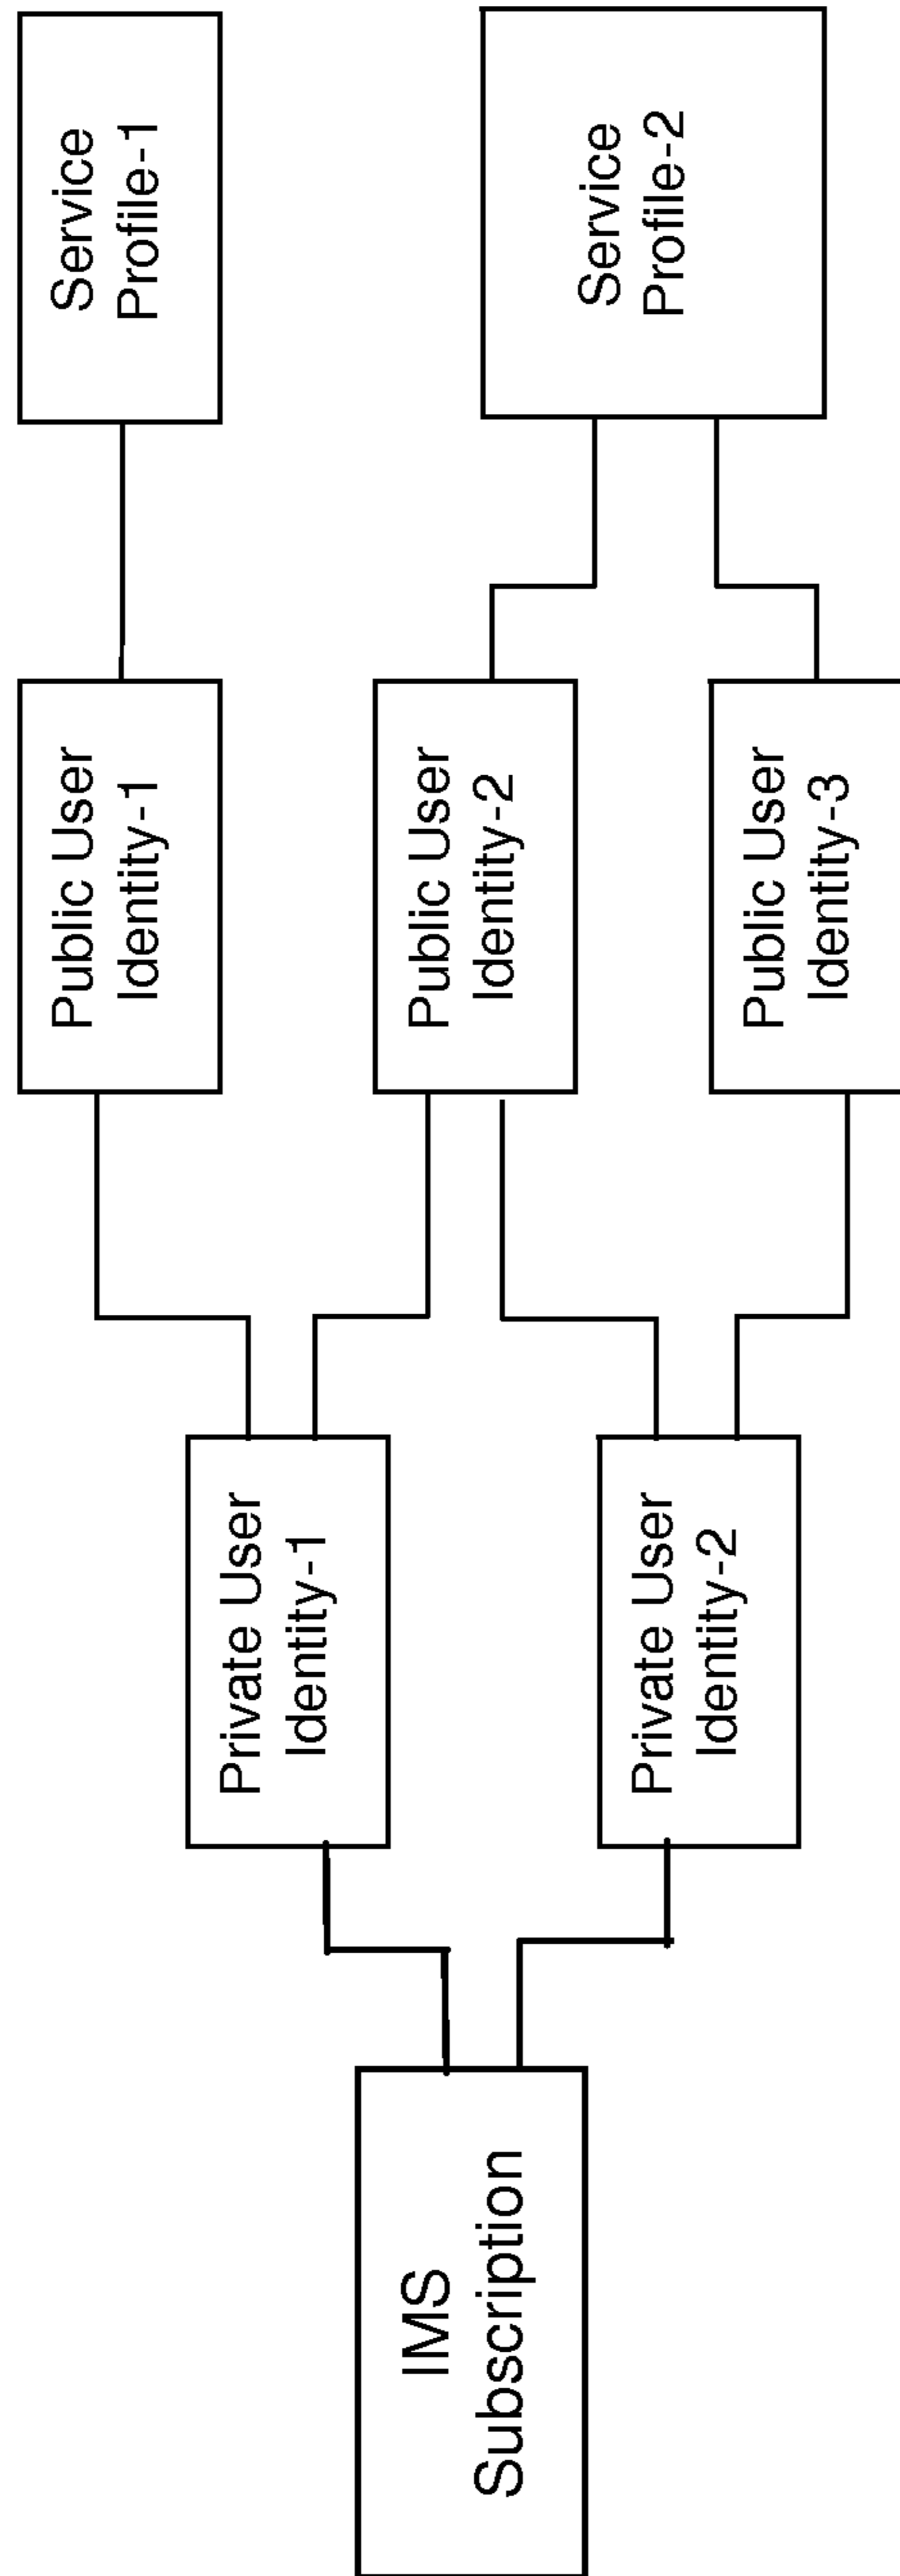 IMS
Subscription
Private User
Identity-1
Private User
Identity-2
Public User
Identity-1
Public User
Identity-2
Public User
Identity-3
Service
Profile-1
Service
Profile-2